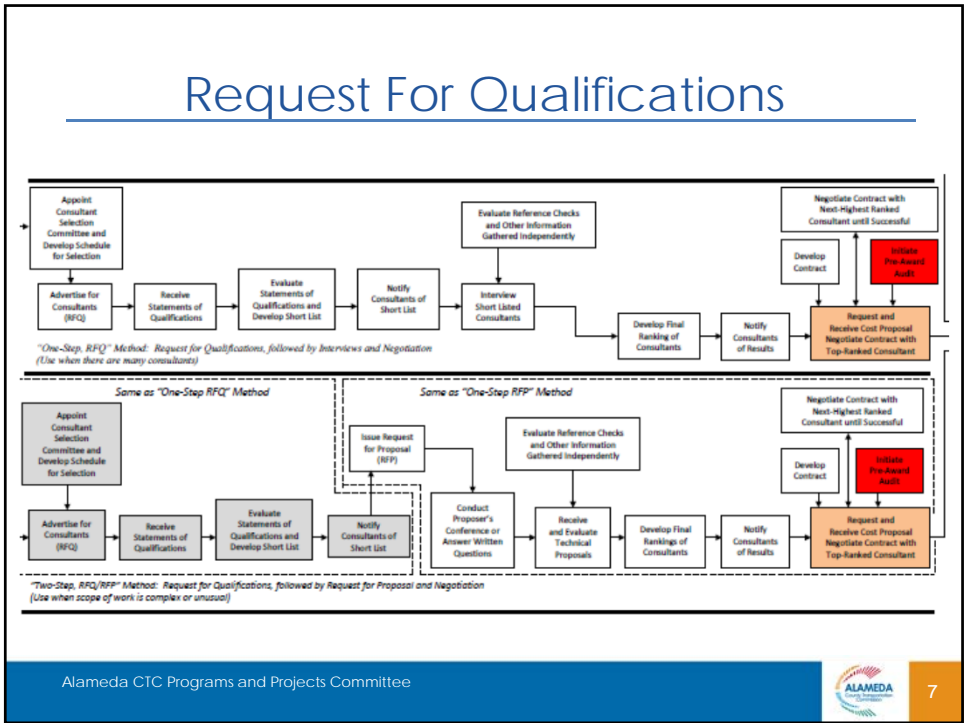 Request For Qualifications
Appoint
Consultant
Selection
Committee and
Develop Schedule
for Selection
Advertise for
Consultants
(RFQ)
Receive
Statements of
Qualifications
Evaluate
Statements of
Qualifications and
Develop Short List
Notify
Consultants of
Short List
Evaluate Reference Checks
and Other Information
Gathered Independently
Interview
Short Listed
Consultants
Develop Final
Ranking of
Consultants
Notify
Consultants
of Results
Negotiate Contract with
Next-Highest Ranked
Consultant until Successful
Develop
Contract
Initiate
Pre-Award
Audit
Request and
Receive Cost Proposal
Negotiate Contract with
Top-Ranked Consultant
"One-Step, RFQ" Method: Request for Qualifications, followed by Interviews and Negotiation
(Use when there are many consultants)
Same as "One-Step RFQ" Method
Same as "One-Step RFP" Method
Appoint
Consultant
Selection
Committee and
Develop Schedule
for Selection
Advertise for
Consultants
(RFQ)
Receive
Statements of
Qualifications
Evaluate
Statements of
Qualifications and
Develop Short List
Notify
Consultants of
Short List
Issue Request
for Proposal
(RFP)
Conduct
Proposer's
Conference or
Answer Written
Questions
Evaluate Reference Checks
and Other Information
Gathered Independently
Receive
and Evaluate
Technical
Proposals
Develop Final
Rankings of
Consultants
Notify
Consultants
of Results
Negotiate Contract with
Next-Highest Ranked
Consultant until Successful
Develop
Contract
Initiate
Pre-Award
Audit
Request and
Receive Cost Proposal
Negotiate Contract with
Top-Ranked Consultant
"Two-Step, RFQ/RFP" Method: Request for Qualifications, followed by Request for Proposal and Negotiation
(Use when scope of work is complex or unusual)
Alameda CTC Programs and Projects Committee
ALAMEDA
County Transportation
Commission
7